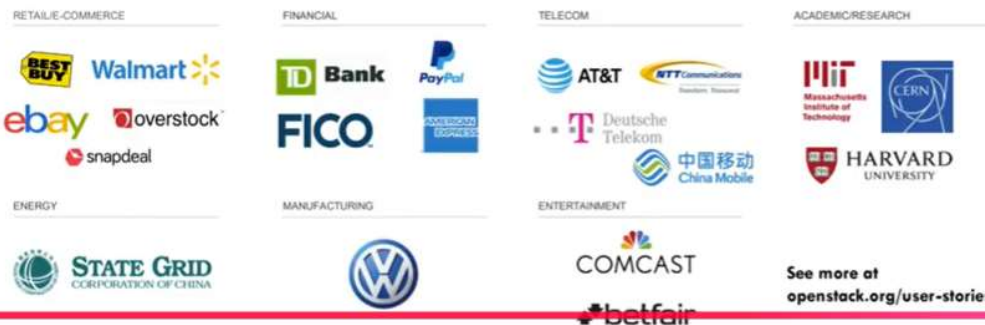 RETAIL/E-COMMERCE
BEST BUY
Walmart
ebay
overstock
snapdeal
FINANCIAL
TD Bank
PayPal
FICO
AMERICAN EXPRESS
TELECOM
AT&T
NTT Communications
Deutsche
Telekom
中国移动
China Mobile
ACADEMIC/RESEARCH
MIT
Massachusetts
Institute of
Technology
CERN
HARVARD
UNIVERSITY
ENERGY
STATE GRID
CORPORATION OF CHINA
MANUFACTURING
VW
ENTERTAINMENT
COMCAST
betfair
See more at
openstack.org/user-stories